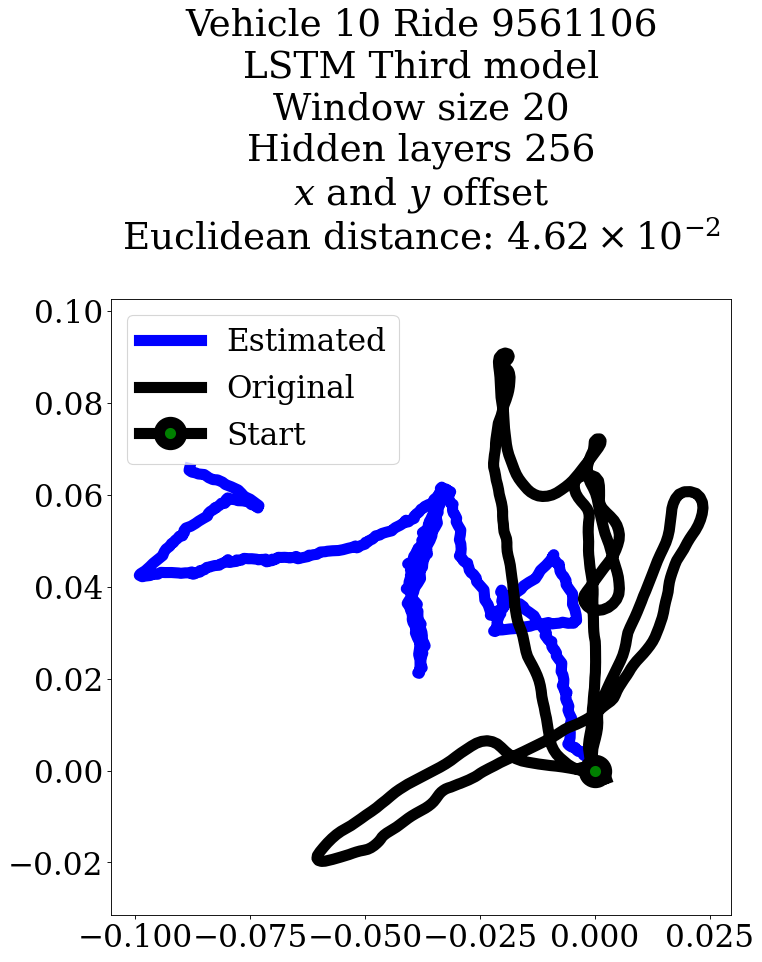 Vehicle 10 Ride 9561106
LSTM Third model
Window size 20
Hidden layers 256
x and y offset
Euclidean distance: 4.62 × 10⁻²
0.10
Estimated
Original
Start
0.08
0.06
0.04
0.02
0.00
−0.02
−0.100 −0.075 −0.050 −0.025 0.000 0.025